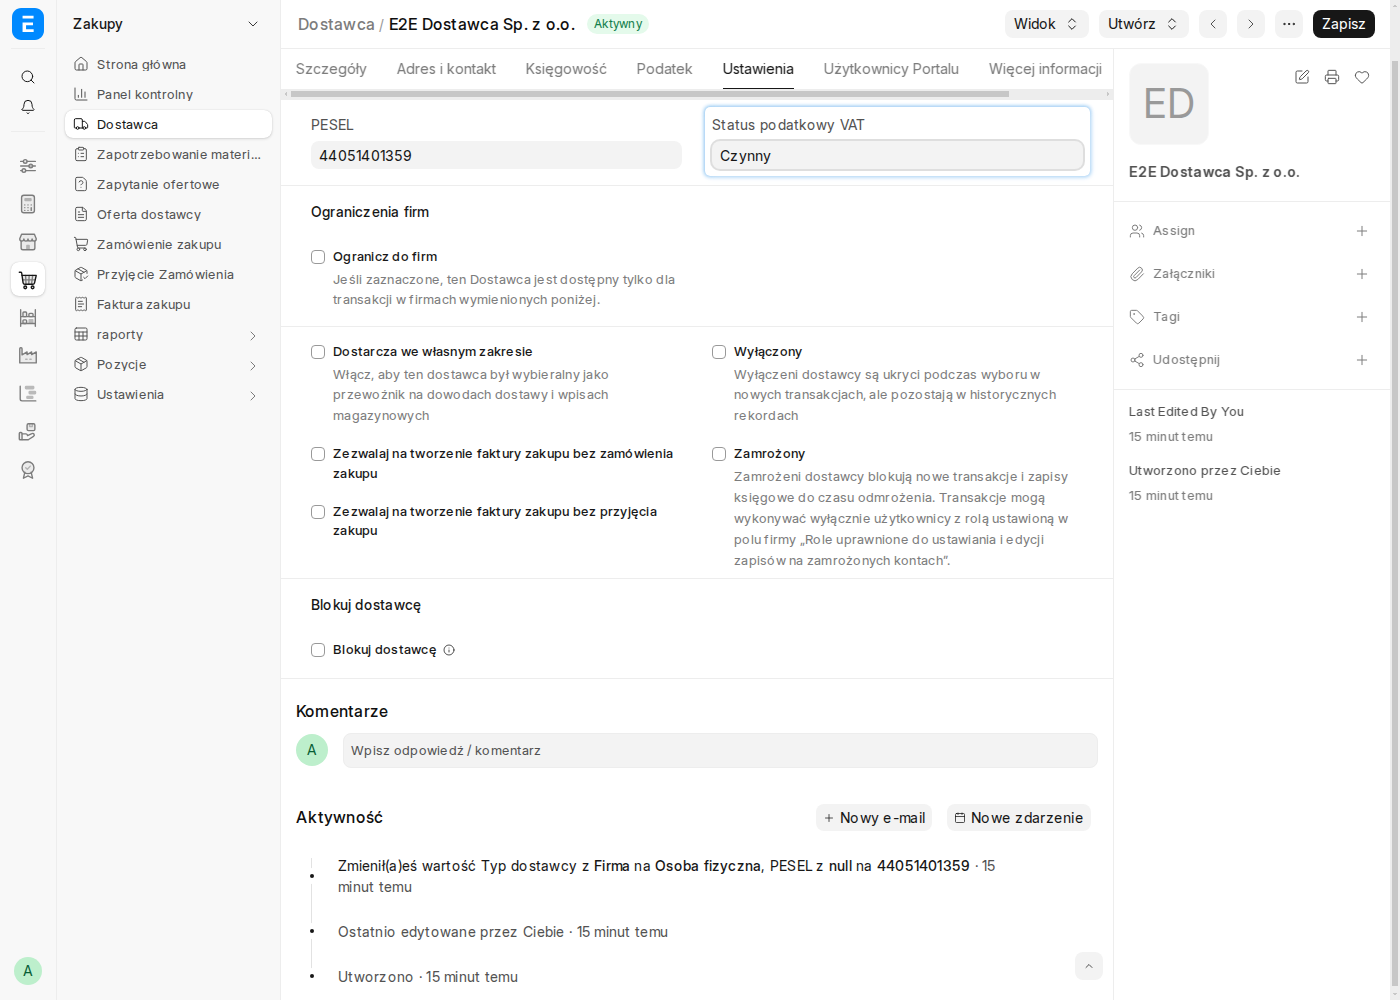 Zakupy
Strona główna
Panel kontrolny
Dostawca
Zapotrzebowanie materi...
Zapytanie ofertowe
Oferta dostawcy
Zamówienie zakupu
Przyjęcie Zamówienia
Faktura zakupu
raporty
Pozycje
Ustawienia
A
Dostawca / E2E Dostawca Sp. z o.o.
Aktywny
Widok
Utwórz
Zapisz
Szczegóły
Adres i kontakt
Księgowość
Podatek
Ustawienia
Użytkownicy Portalu
Więcej informacji
PESEL
44051401359
Status podatkowy VAT
Czynny
Ograniczenia firm
Ogranicz do firm
Jeśli zaznaczone, ten Dostawca jest dostępny tylko dla
transakcji w firmach wymienionych poniżej.
Dostarcza we własnym zakresie
Włącz, aby ten dostawca był wybieralny jako
przewoźnik na dowodach dostawy i wpisach
magazynowych
Zezwalaj na tworzenie faktury zakupu bez zamówienia
zakupu
Zezwalaj na tworzenie faktury zakupu bez przyjęcia
zakupu
Wyłączony
Wyłączeni dostawcy są ukryci podczas wyboru w
nowych transakcjach, ale pozostają w historycznych
rekordach
Zamrożony
Zamrożeni dostawcy blokują nowe transakcje i zapisy
księgowe do czasu odmrożenia. Transakcje mogą
wykonywać wyłącznie użytkownicy z rolą ustawioną w
polu firmy „Role uprawnione do ustawiania i edycji
zapisów na zamrożonych kontach”.
Blokuj dostawcę
Blokuj dostawcę
Komentarze
A
Wpisz odpowiedź / komentarz
Aktywność
Nowy e-mail
Nowe zdarzenie
Zmienił(a)eś wartość Typ dostawcy z Firma na Osoba fizyczna, PESEL z null na 44051401359 · 15
minut temu
Ostatnio edytowane przez Ciebie · 15 minut temu
Utworzono · 15 minut temu
ED
E2E Dostawca Sp. z o.o.
Assign
Załączniki
Tagi
Udostępnij
Last Edited By You
15 minut temu
Utworzono przez Ciebie
15 minut temu